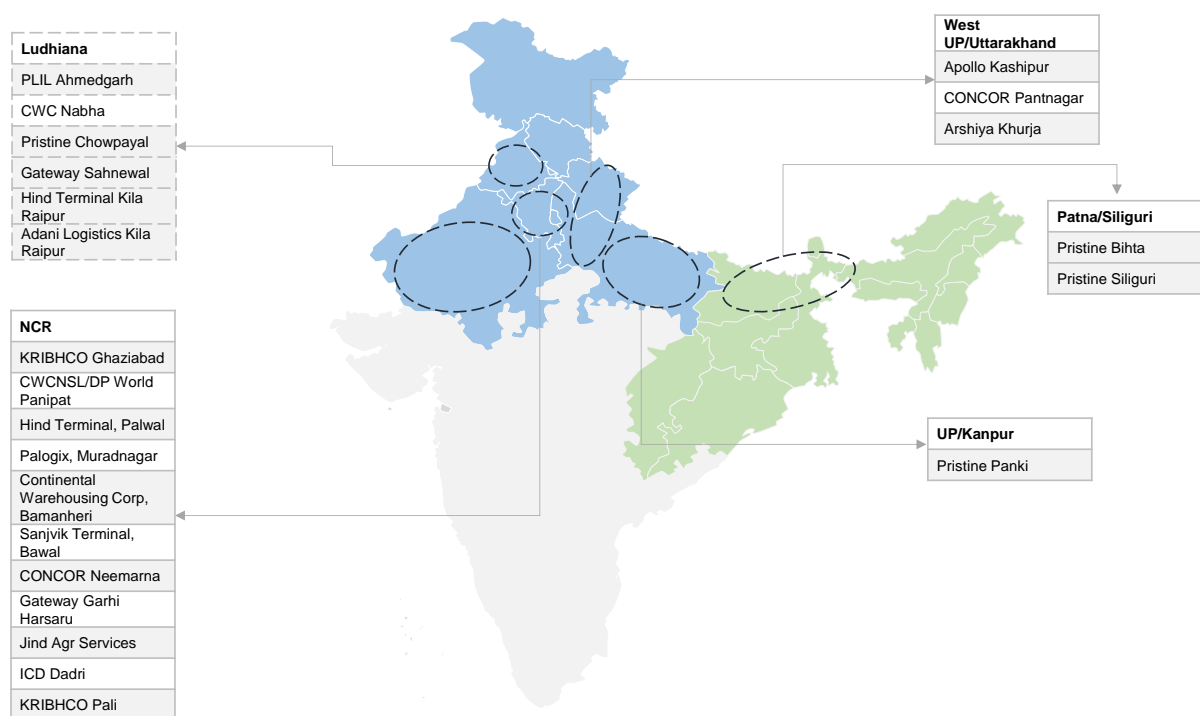 Ludhiana
PLIL Ahmedgarh
CWC Nabha
Pristine Chowpayal
Gateway Sahnewal
Hind Terminal Kila
Raipur
Adani Logistics Kila
Raipur
NCR
KRIBHCO Ghaziabad
CWCNSL/DP World
Panipat
Hind Terminal, Palwal
Palogix, Muradnagar
Continental
Warehousing Corp,
Bamanheri
Sanjvik Terminal,
Bawal
CONCOR Neemarna
Gateway Garhi
Harsaru
Jind Agr Services
ICD Dadri
KRIBHCO Pali
West
UP/Uttarakhand
Apollo Kashipur
CONCOR Pantnagar
Arshiya Khurja
Patna/Siliguri
Pristine Bihta
Pristine Siliguri
UP/Kanpur
Pristine Panki